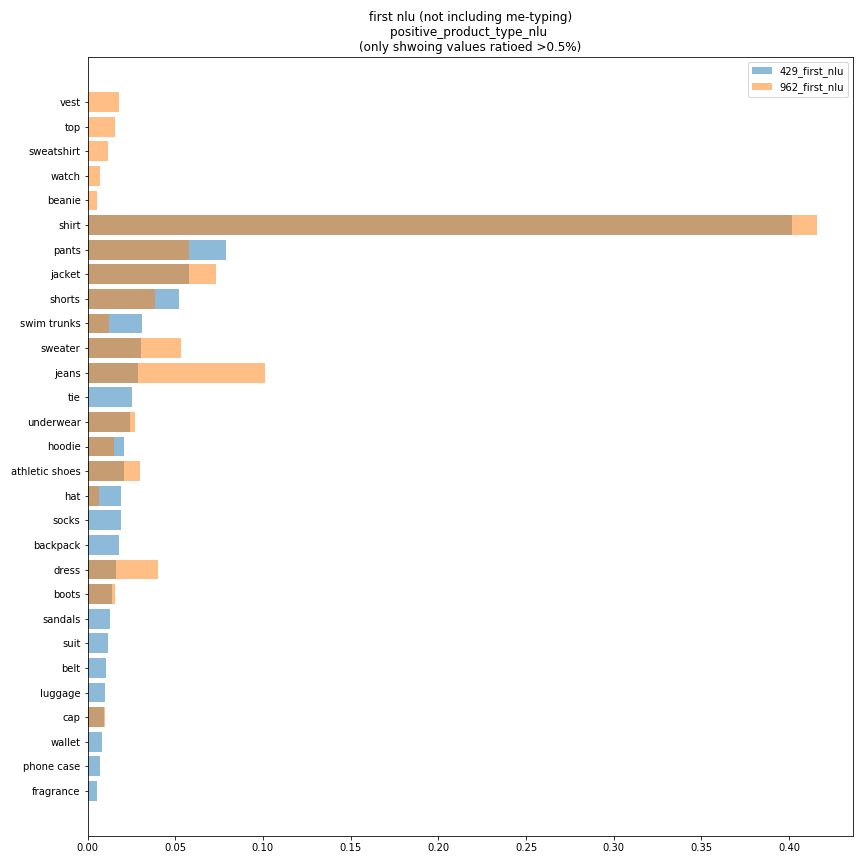 first nlu (not including me-typing)
positive_product_type_nlu
(only shwoing values ratioed >0.5%)
429_first_nlu
962_first_nlu
vest
top
sweatshirt
watch
beanie
shirt
pants
jacket
shorts
swim trunks
sweater
jeans
tie
underwear
hoodie
athletic shoes
hat
socks
backpack
dress
boots
sandals
suit
belt
luggage
cap
wallet
phone case
fragrance
0.00 0.05 0.10 0.15 0.20 0.25 0.30 0.35 0.40